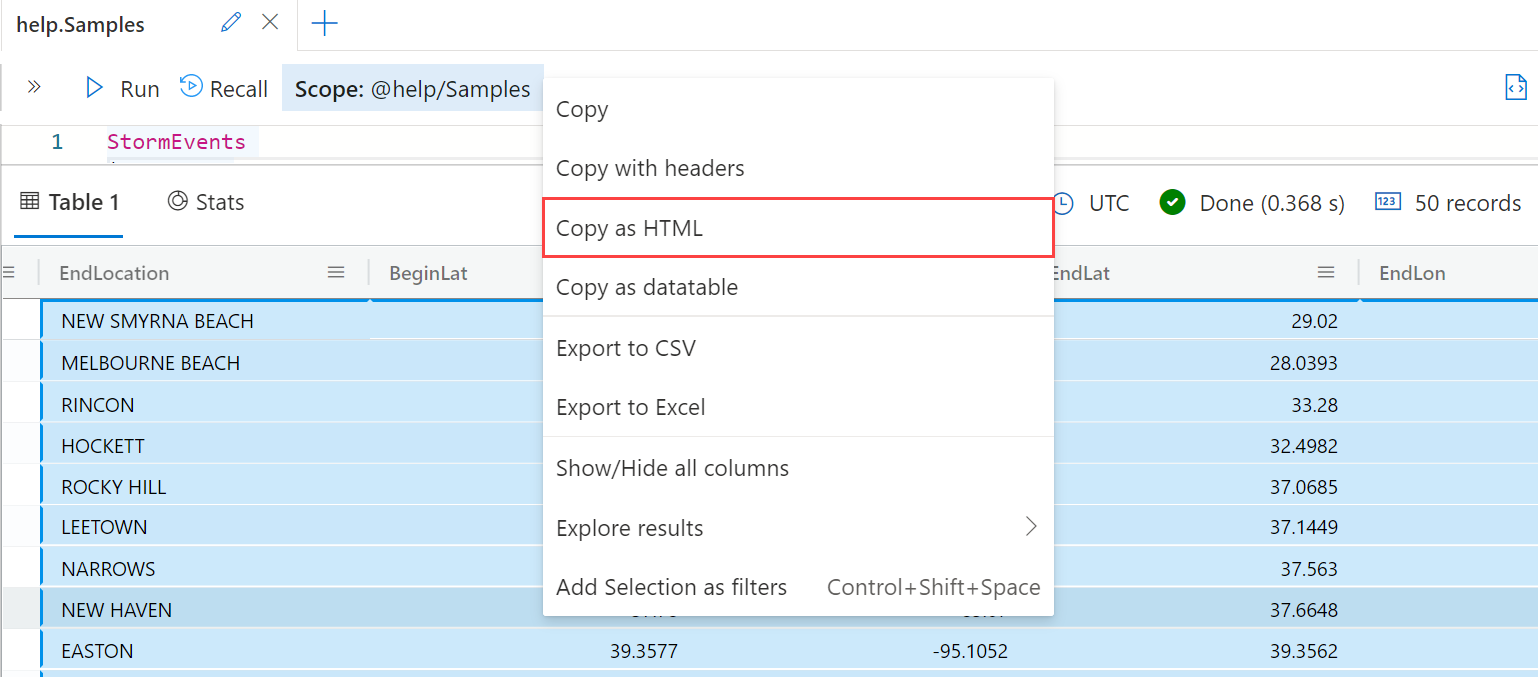 help.Samples
Run Recall Scope: @help/Samples
Copy
Copy with headers
Copy as HTML
Copy as datatable
Export to CSV
Export to Excel
Show/Hide all columns
Explore results
Add Selection as filters Control+Shift+Space
1 StormEvents
Table 1 Stats UTC Done (0.368 s) 123 50 records
EndLocation BeginLat EndLat EndLon
NEW SMYRNA BEACH 29.02
MELBOURNE BEACH 28.0393
RINCON 33.28
HOCKETT 32.4982
ROCKY HILL 37.0685
LEETOWN 37.1449
NARROWS 37.563
NEW HAVEN 37.6648
EASTON 39.3577 -95.1052 39.3562